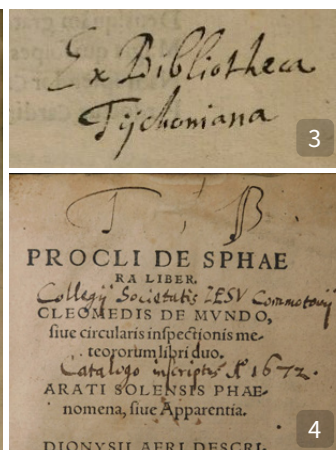 Ex Bibliotheca
Tychoniana
3
T B
PROCLI DE SPHAE
RA LIBER.
Collegij Societatis IESV Commotovij
CLEOMEDIS DE MVNDO,
siue circularis inspectionis me-
teororum libri duo.
Catalogo inscriptus A° 1672.
ARATI SOLENSIS PHAE-
nomena, siue Apparentia.
4
DIONYSII AFRI DESCRI-